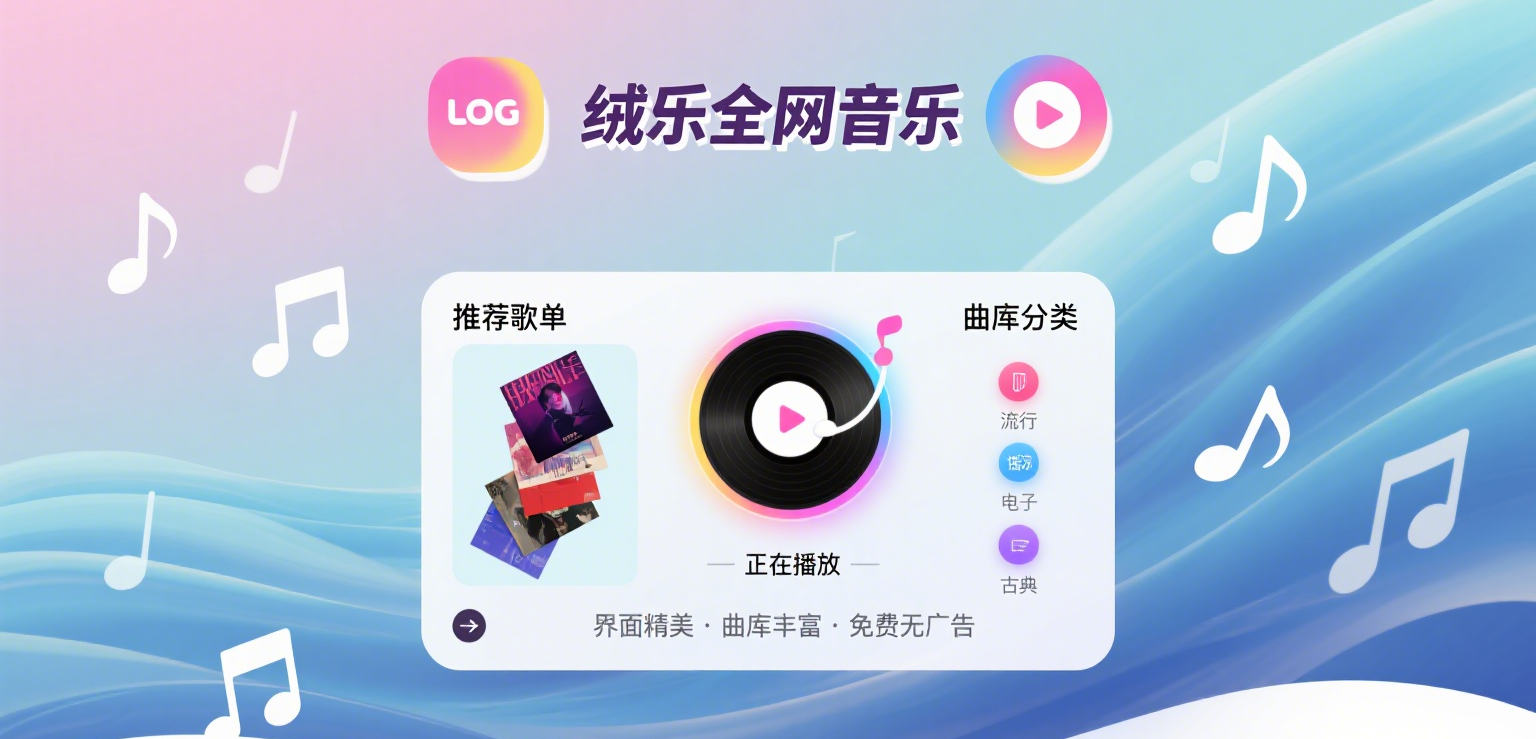 LOG
绒乐全网音乐
推荐歌单
曲库分类
流行
电子
古典
正在播放
界面精美 · 曲库丰富 · 免费无广告